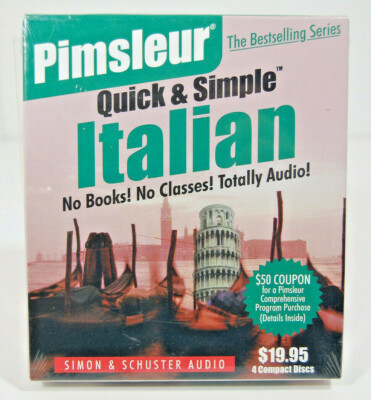 Pimsleur®
The Bestselling Series
Quick & Simple™
Italian
No Books! No Classes! Totally Audio!
$50 COUPON
for a Pimsleur
Comprehensive
Program Purchase
(Details Inside)
$19.95
4 Compact Discs
SIMON & SCHUSTER AUDIO